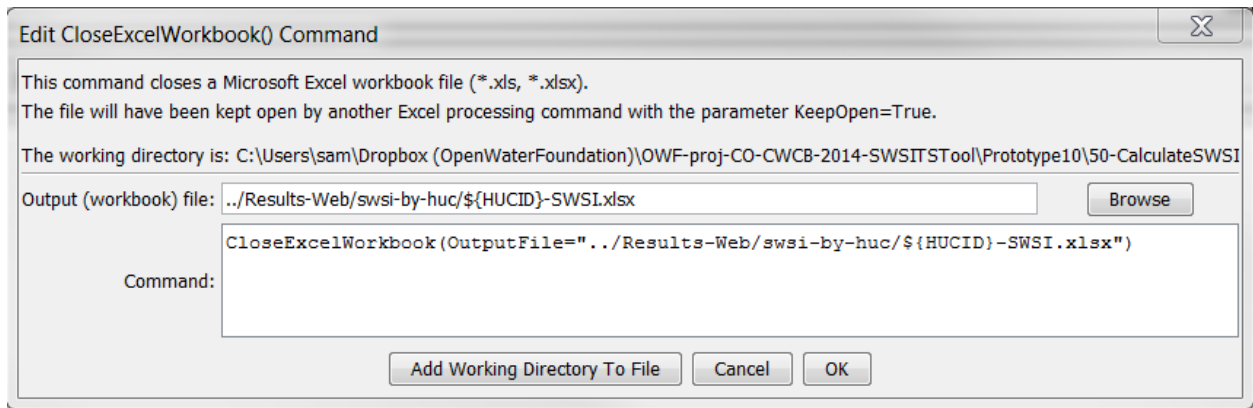 Edit CloseExcelWorkbook() Command
This command closes a Microsoft Excel workbook file (*.xls, *.xlsx).
The file will have been kept open by another Excel processing command with the parameter KeepOpen=True.
The working directory is: C:\Users\sam\Dropbox (OpenWaterFoundation)\OWF-proj-CO-CWCB-2014-SWSITSTool\Prototype10\50-CalculateSWSI
Output (workbook) file: ../Results-Web/swsi-by-huc/${HUCID}-SWSI.xlsx Browse
CloseExcelWorkbook(OutputFile="../Results-Web/swsi-by-huc/${HUCID}-SWSI.xlsx")
Command:
Add Working Directory To File Cancel OK